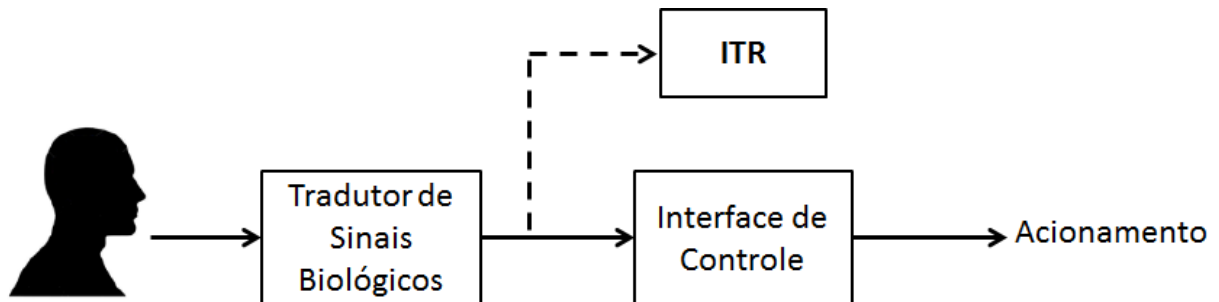 ITR
Tradutor de
Sinais
Biológicos
Interface de
Controle
Acionamento